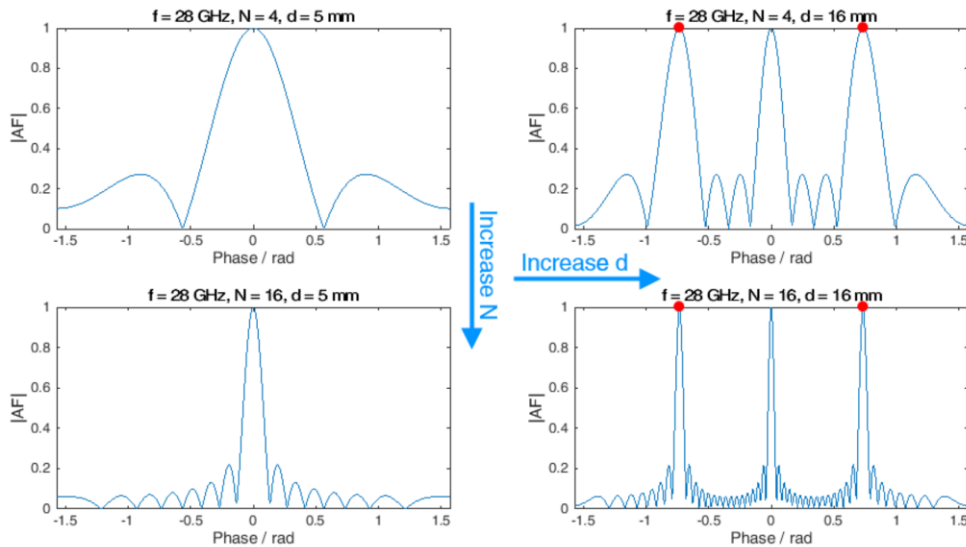 f = 28 GHz, N = 4, d = 5 mm
1
0.8
0.6
0.4
0.2
0
|AF|
-1.5 -1 -0.5 0 0.5 1 1.5
Phase / rad
f = 28 GHz, N = 4, d = 16 mm
1
0.8
0.6
0.4
0.2
0
|AF|
-1.5 -1 -0.5 0 0.5 1 1.5
Phase / rad
Increase N
Increase d
f = 28 GHz, N = 16, d = 5 mm
1
0.8
0.6
0.4
0.2
0
|AF|
-1.5 -1 -0.5 0 0.5 1 1.5
Phase / rad
f = 28 GHz, N = 16, d = 16 mm
1
0.8
0.6
0.4
0.2
0
|AF|
-1.5 -1 -0.5 0 0.5 1 1.5
Phase / rad